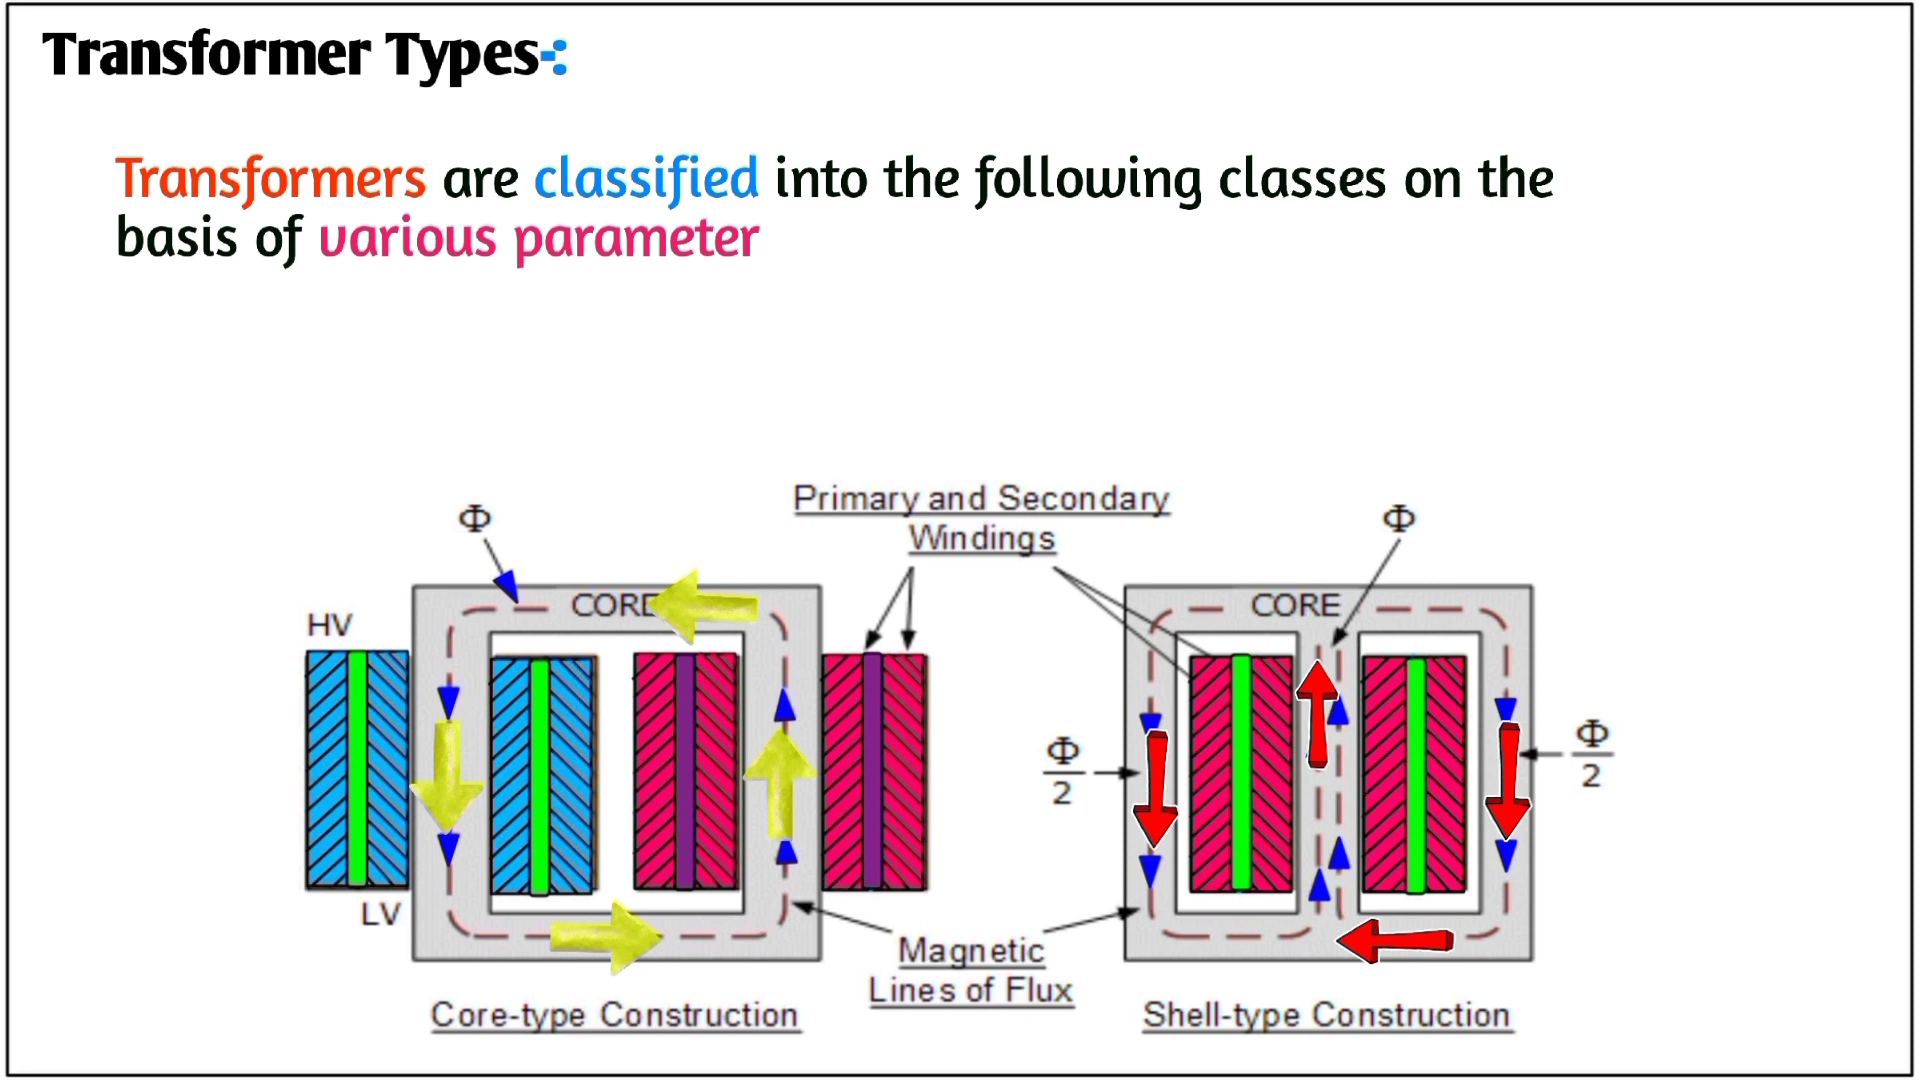 Transformer Types-:
Transformers are classified into the following classes on the
basis of various parameter
Φ
Primary and Secondary
Windings
Φ
CORE
CORE
HV
Φ
2
Φ
2
LV
Magnetic
Lines of Flux
Core-type Construction
Shell-type Construction